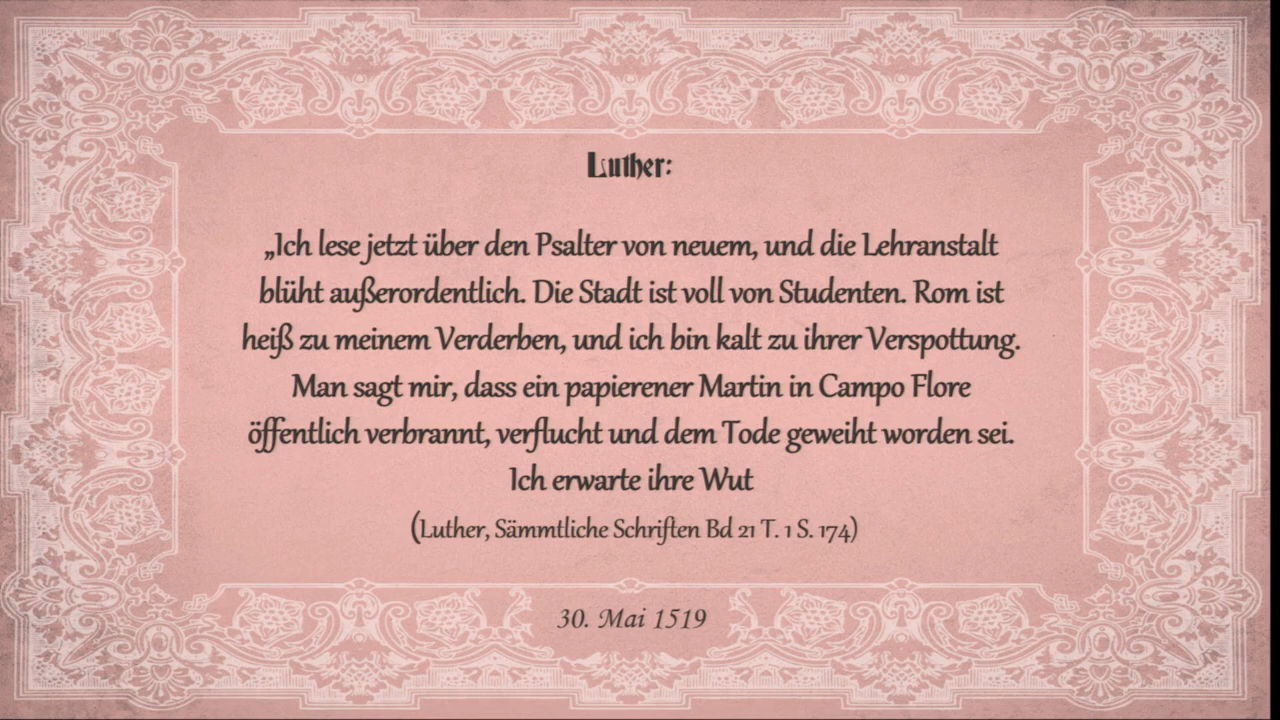 Luther:
„Ich lese jetzt über den Psalter von neuem, und die Lehranstalt
blüht außerordentlich. Die Stadt ist voll von Studenten. Rom ist
heiß zu meinem Verderben, und ich bin kalt zu ihrer Verspottung.
Man sagt mir, dass ein papierener Martin in Campo Flore
öffentlich verbrannt, verflucht und dem Tode geweiht worden sei.
Ich erwarte ihre Wut
(Luther, Sämmtliche Schriften Bd 21 T. 1 S. 174)
30. Mai 1519